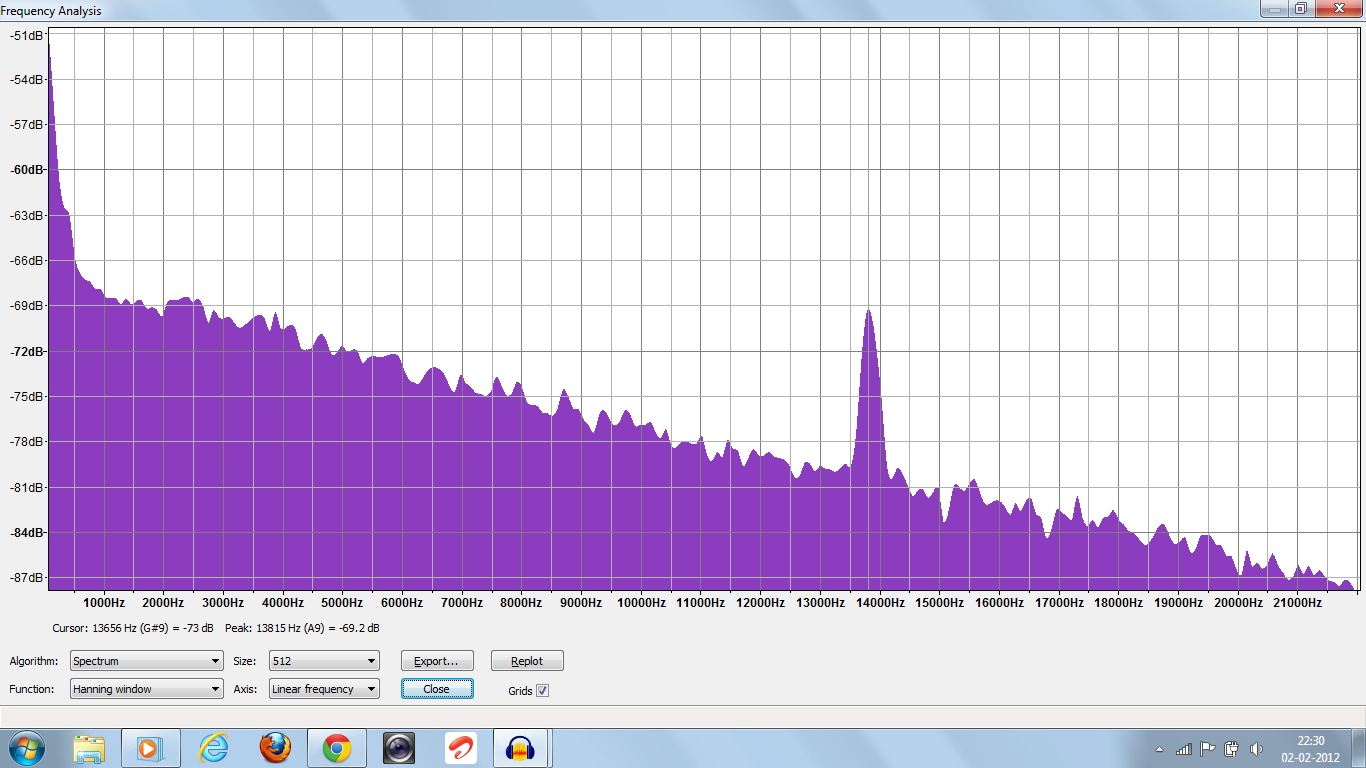 Frequency Analysis
-51dB
-54dB
-57dB
-60dB
-63dB
-66dB
-69dB
-72dB
-75dB
-78dB
-81dB
-84dB
-87dB
1000Hz 2000Hz 3000Hz 4000Hz 5000Hz 6000Hz 7000Hz 8000Hz 9000Hz 10000Hz 11000Hz 12000Hz 13000Hz 14000Hz 15000Hz 16000Hz 17000Hz 18000Hz 19000Hz 20000Hz 21000Hz
Cursor: 13656 Hz (G#9) = -73 dB Peak: 13815 Hz (A9) = -69.2 dB
Algorithm: Spectrum Size: 512 Export... Replot
Function: Hanning window Axis: Linear frequency Close Grids
22:30
02-02-2012